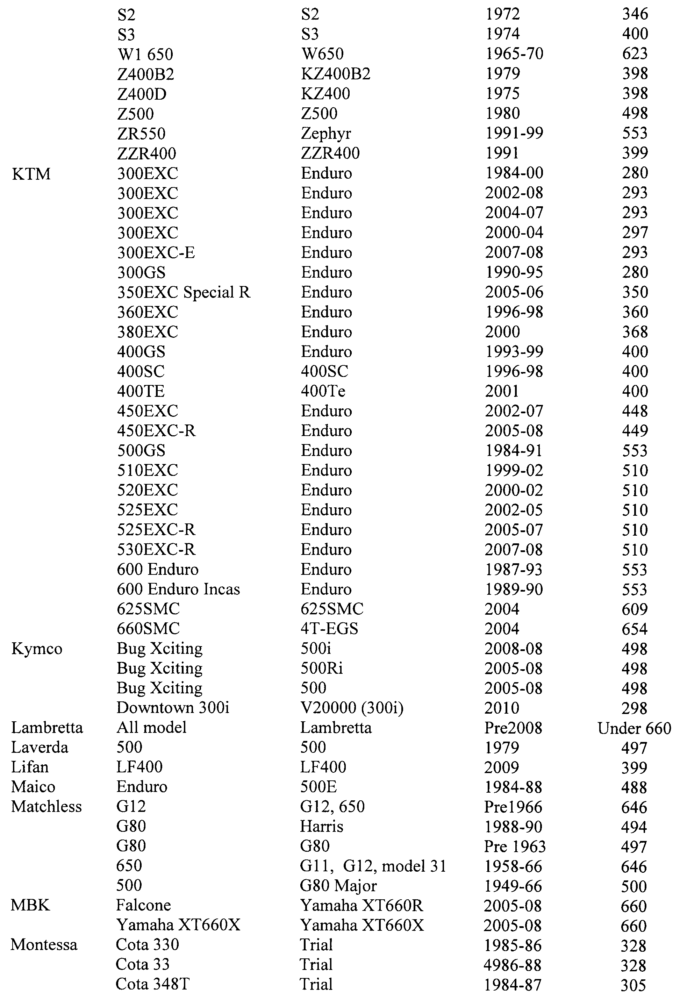 S2 S2 1972 346
S3 S3 1974 400
W1 650 W650 1965-70 623
Z400B2 KZ400B2 1979 398
Z400D KZ400 1975 398
Z500 Z500 1980 498
ZR550 Zephyr 1991-99 553
ZZR400 ZZR400 1991 399
KTM 300EXC Enduro 1984-00 280
300EXC Enduro 2002-08 293
300EXC Enduro 2004-07 293
300EXC Enduro 2000-04 297
300EXC-E Enduro 2007-08 293
300GS Enduro 1990-95 280
350EXC Special R Enduro 2005-06 350
360EXC Enduro 1996-98 360
380EXC Enduro 2000 368
400GS Enduro 1993-99 400
400SC 400SC 1996-98 400
400TE 400Te 2001 400
450EXC Enduro 2002-07 448
450EXC-R Enduro 2005-08 449
500GS Enduro 1984-91 553
510EXC Enduro 1999-02 510
520EXC Enduro 2000-02 510
525EXC Enduro 2002-05 510
525EXC-R Enduro 2005-07 510
530EXC-R Enduro 2007-08 510
600 Enduro Enduro 1987-93 553
600 Enduro Incas Enduro 1989-90 553
625SMC 625SMC 2004 609
660SMC 4T-EGS 2004 654
Kymco Bug Xciting 500i 2008-08 498
Bug Xciting 500Ri 2005-08 498
Bug Xciting 500 2005-08 498
Downtown 300i V20000 (300i) 2010 298
Lambretta All model Lambretta Pre2008 Under 660
Laverda 500 500 1979 497
Lifan LF400 LF400 2009 399
Maico Enduro 500E 1984-88 488
Matchless G12 G12, 650 Pre1966 646
G80 Harris 1988-90 494
G80 G80 Pre 1963 497
650 G11, G12, model 31 1958-66 646
500 G80 Major 1949-66 500
MBK Falcone Yamaha XT660R 2005-08 660
Yamaha XT660X Yamaha XT660X 2005-08 660
Montessa Cota 330 Trial 1985-86 328
Cota 33 Trial 4986-88 328
Cota 348T Trial 1984-87 305